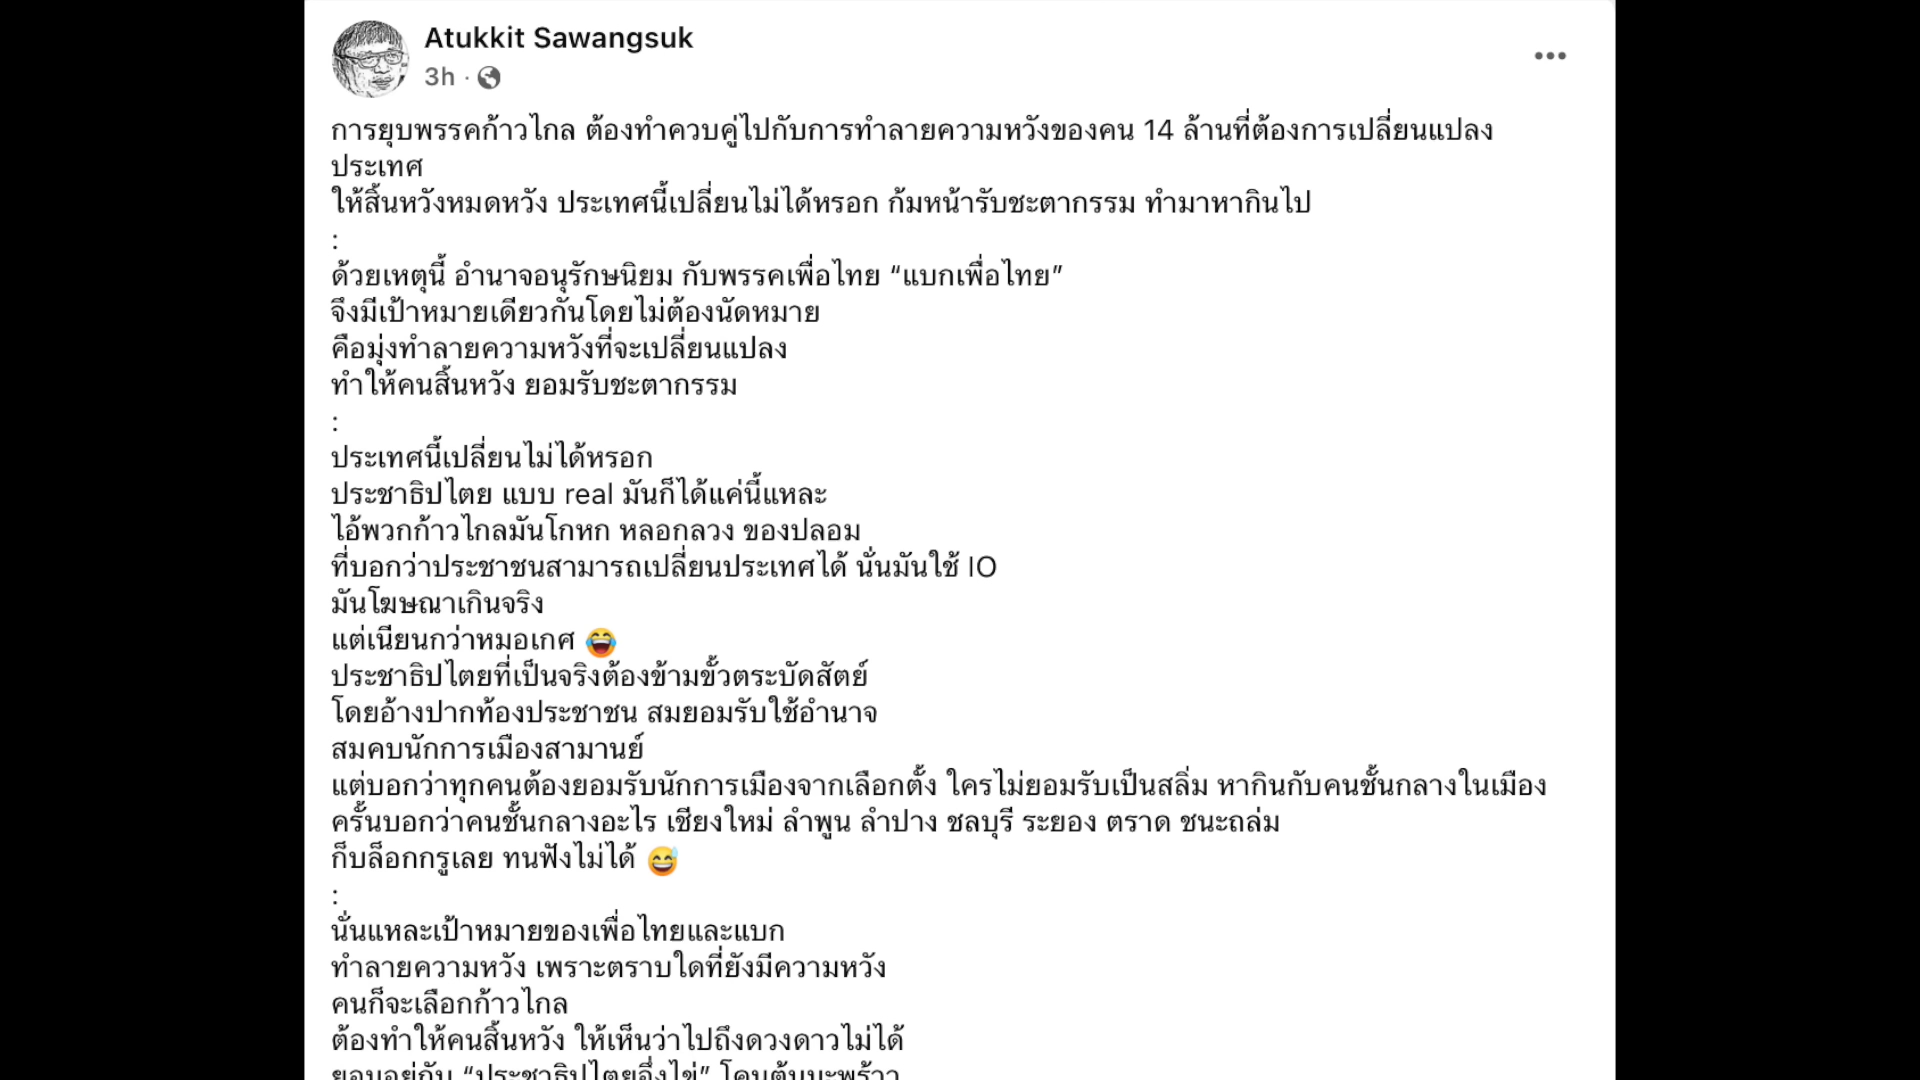 Atukkit Sawangsuk
3h ·
การยุบพรรคก้าวไกล ต้องทำควบคู่ไปกับการทำลายความหวังของคน 14 ล้านที่ต้องการเปลี่ยนแปลง
ประเทศ
ให้สิ้นหวังหมดหวัง ประเทศนี้เปลี่ยนไม่ได้หรอก ก้มหน้ารับชะตากรรม ทำมาหากินไป
:
ด้วยเหตุนี้ อำนาจอนุรักษนิยม กับพรรคเพื่อไทย “แบกเพื่อไทย”
จึงมีเป้าหมายเดียวกันโดยไม่ต้องนัดหมาย
คือมุ่งทำลายความหวังที่จะเปลี่ยนแปลง
ทำให้คนสิ้นหวัง ยอมรับชะตากรรม
:
ประเทศนี้เปลี่ยนไม่ได้หรอก
ประชาธิปไตย แบบ real มันก็ได้แค่นี้แหละ
ไอ้พวกก้าวไกลมันโกหก หลอกลวง ของปลอม
ที่บอกว่าประชาชนสามารถเปลี่ยนประเทศได้ นั่นมันใช้ IO
มันโฆษณาเกินจริง
แต่เนียนกว่าหมอเกศ 😂
ประชาธิปไตยที่เป็นจริงต้องข้ามขั้วตระบัดสัตย์
โดยอ้างปากท้องประชาชน สมยอมรับใช้อำนาจ
สมคบนักการเมืองสามานย์
แต่บอกว่าทุกคนต้องยอมรับนักการเมืองจากเลือกตั้ง ใครไม่ยอมรับเป็นสลิ่ม หากินกับคนชั้นกลางในเมือง
ครั้นบอกว่าคนชั้นกลางอะไร เชียงใหม่ ลำพูน ลำปาง ชลบุรี ระยอง ตราด ชนะถล่ม
ก็บล็อกกรูเลย ทนฟังไม่ได้ 😅
:
นั่นแหละเป้าหมายของเพื่อไทยและแบก
ทำลายความหวัง เพราะตราบใดที่ยังมีความหวัง
คนก็จะเลือกก้าวไกล
ต้องทำให้คนสิ้นหวัง ให้เห็นว่าไปถึงดวงดาวไม่ได้
ยอมอยู่กับ “ประชาธิปไตยอึ่งไข่” โคนต้นมะพร้าว